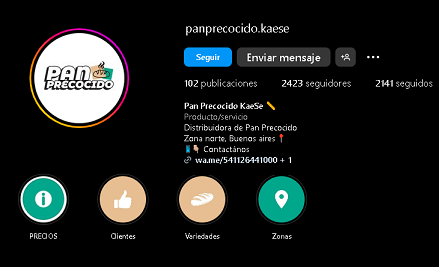 panprecocido.kaese
Seguir
Enviar mensaje
102 publicaciones
2423 seguidores
2141 seguidos
PAN
PRECOCIDO
Pan Precocido KaeSe ✏️
Producto/servicio
Distribuidora de Pan Precocido
Zona norte, Buenos aires📍
📱👇🏼 Contactános
wa.me/541126441000 + 1
PRECIOS
Clientes
Variedades
Zonas